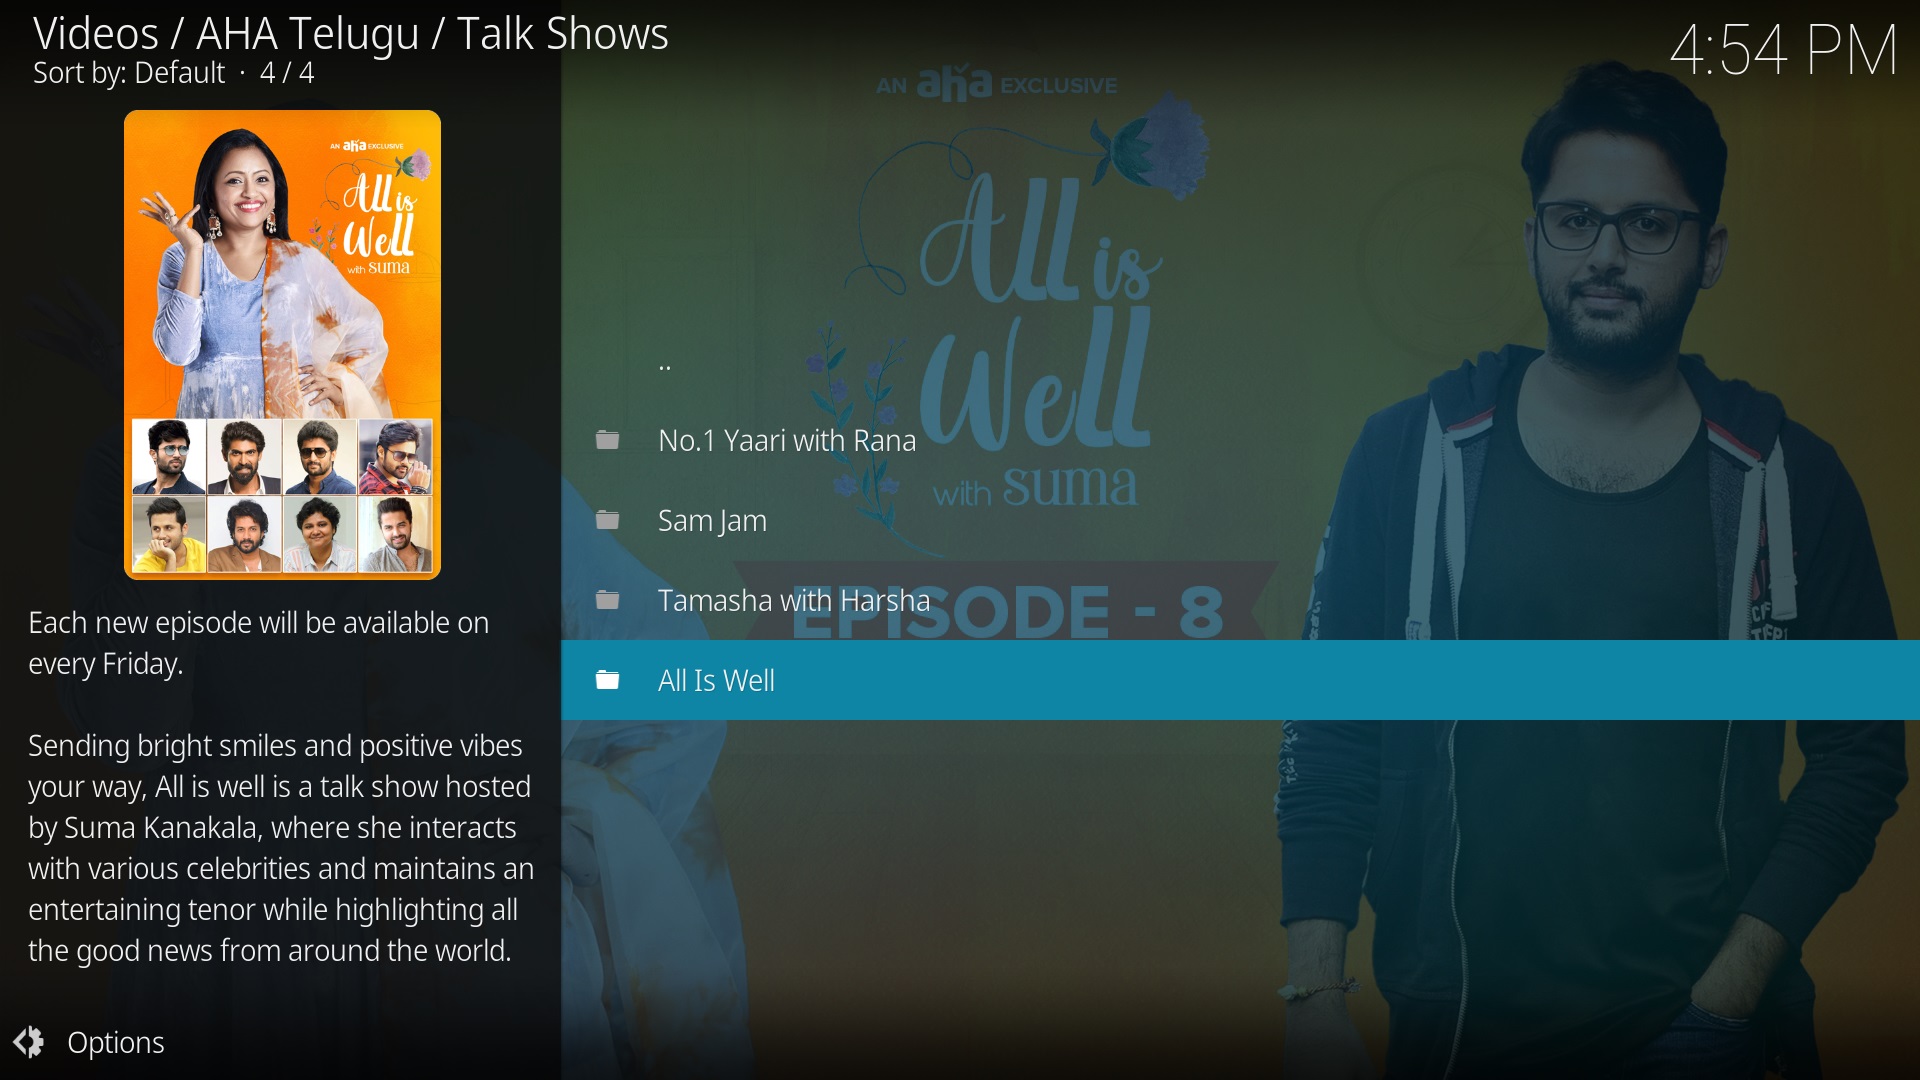 Videos / AHA Telugu / Talk Shows
Sort by: Default · 4 / 4
4:54 PM
AN aha EXCLUSIVE
All is
Well
with suma
Each new episode will be available on
every Friday.
Sending bright smiles and positive vibes
your way, All is well is a talk show hosted
by Suma Kanakala, where she interacts
with various celebrities and maintains an
entertaining tenor while highlighting all
the good news from around the world.
Options
AN aha EXCLUSIVE
All is
Well
with suma
EPISODE - 8
..
No.1 Yaari with Rana
Sam Jam
Tamasha with Harsha
All Is Well